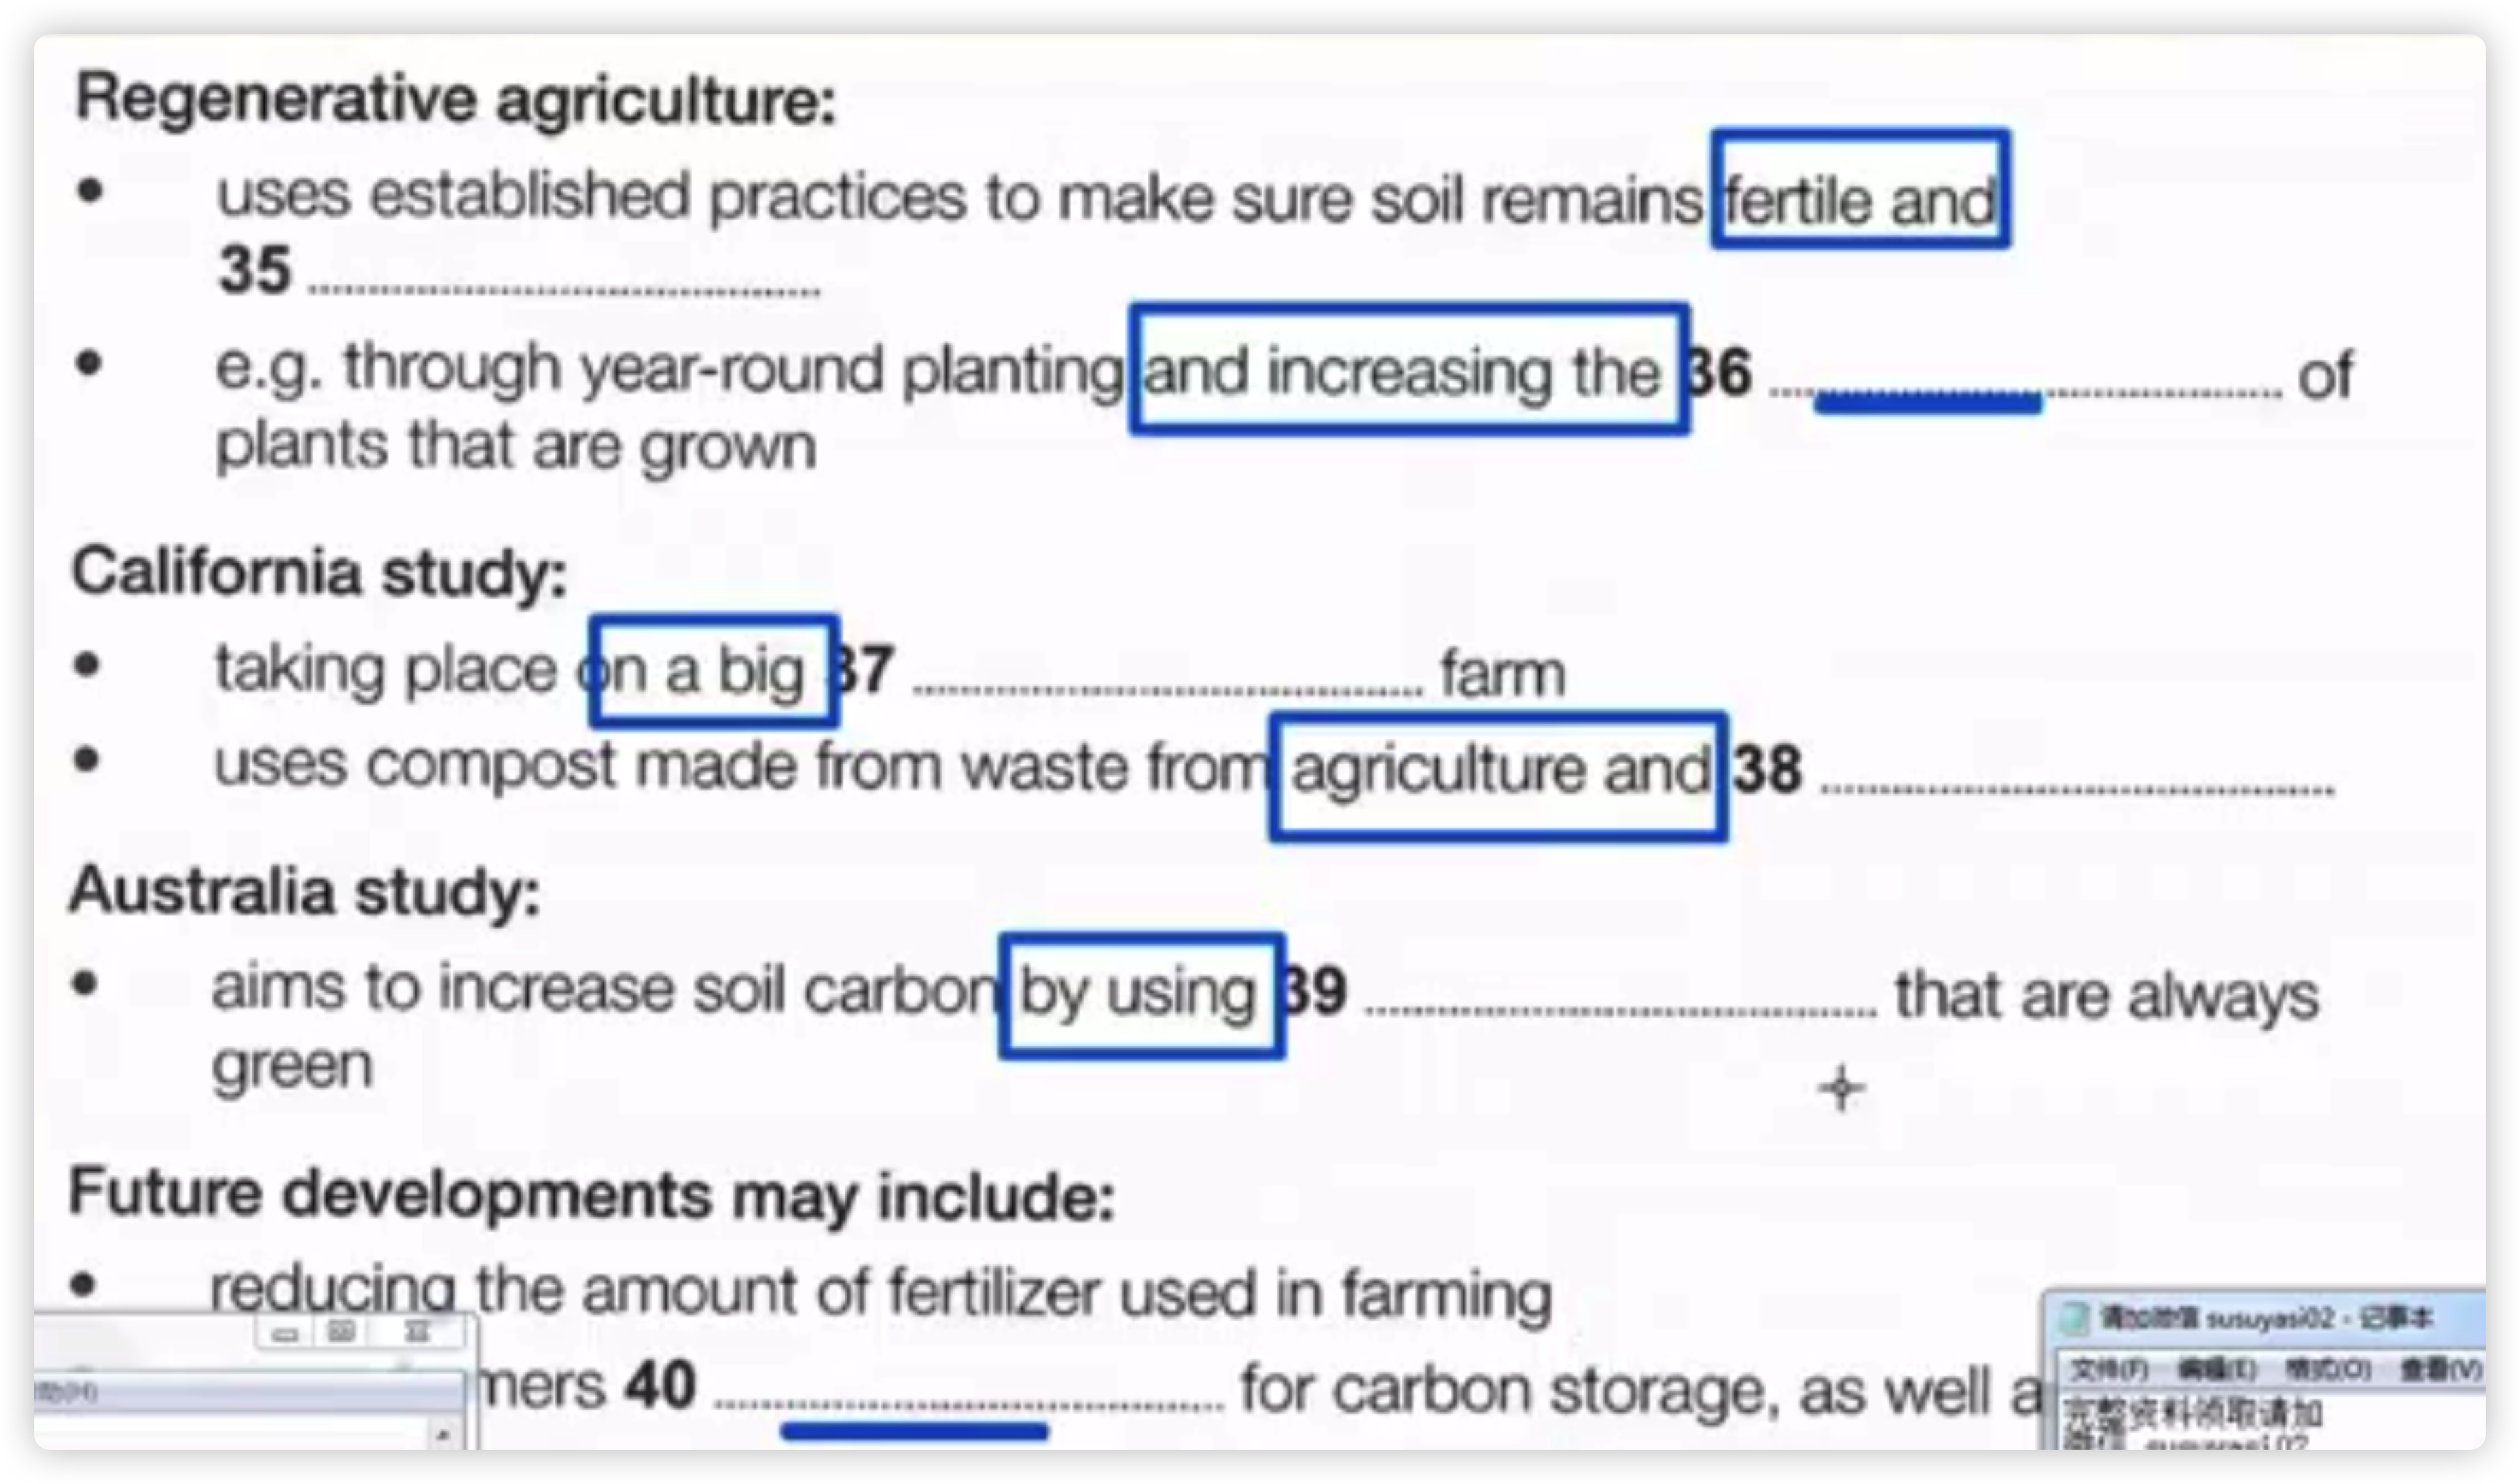 Regenerative agriculture:
• uses established practices to make sure soil remains fertile and
35 ........................
• e.g. through year-round planting and increasing the 36 ........................ of
plants that are grown
California study:
• taking place on a big 37 ........................ farm
• uses compost made from waste from agriculture and 38 ........................
Australia study:
• aims to increase soil carbon by using 39 ........................ that are always
green
Future developments may include:
• reducing the amount of fertilizer used in farming
请加微信 susuyasi02 - 记事本
文件(F) 编辑(E) 格式(O) 查看(V)
mers 40 ........................ for carbon storage, as well a
完整资料领取请加
微信 susuyasi02